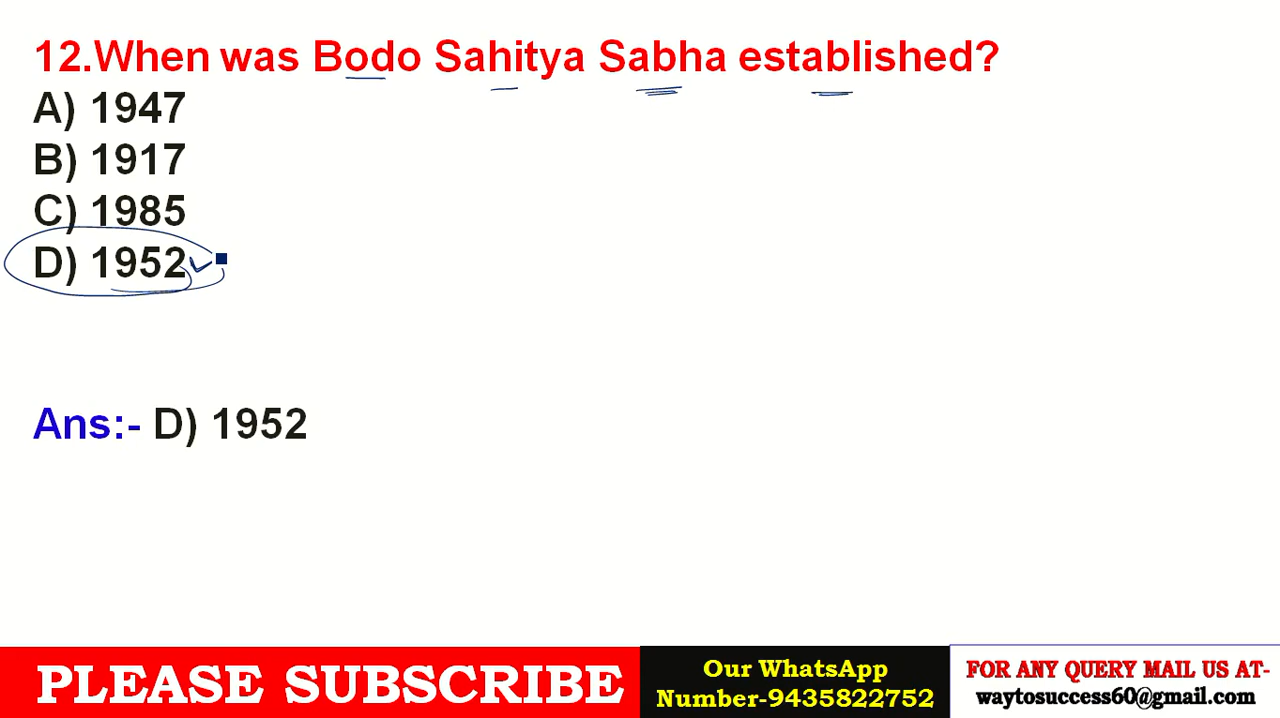 12.When was Bodo Sahitya Sabha established?
A) 1947
B) 1917
C) 1985
D) 1952
Ans:- D) 1952
PLEASE SUBSCRIBE
Our WhatsApp
Number-9435822752
FOR ANY QUERY MAIL US AT-
waytosuccess60@gmail.com